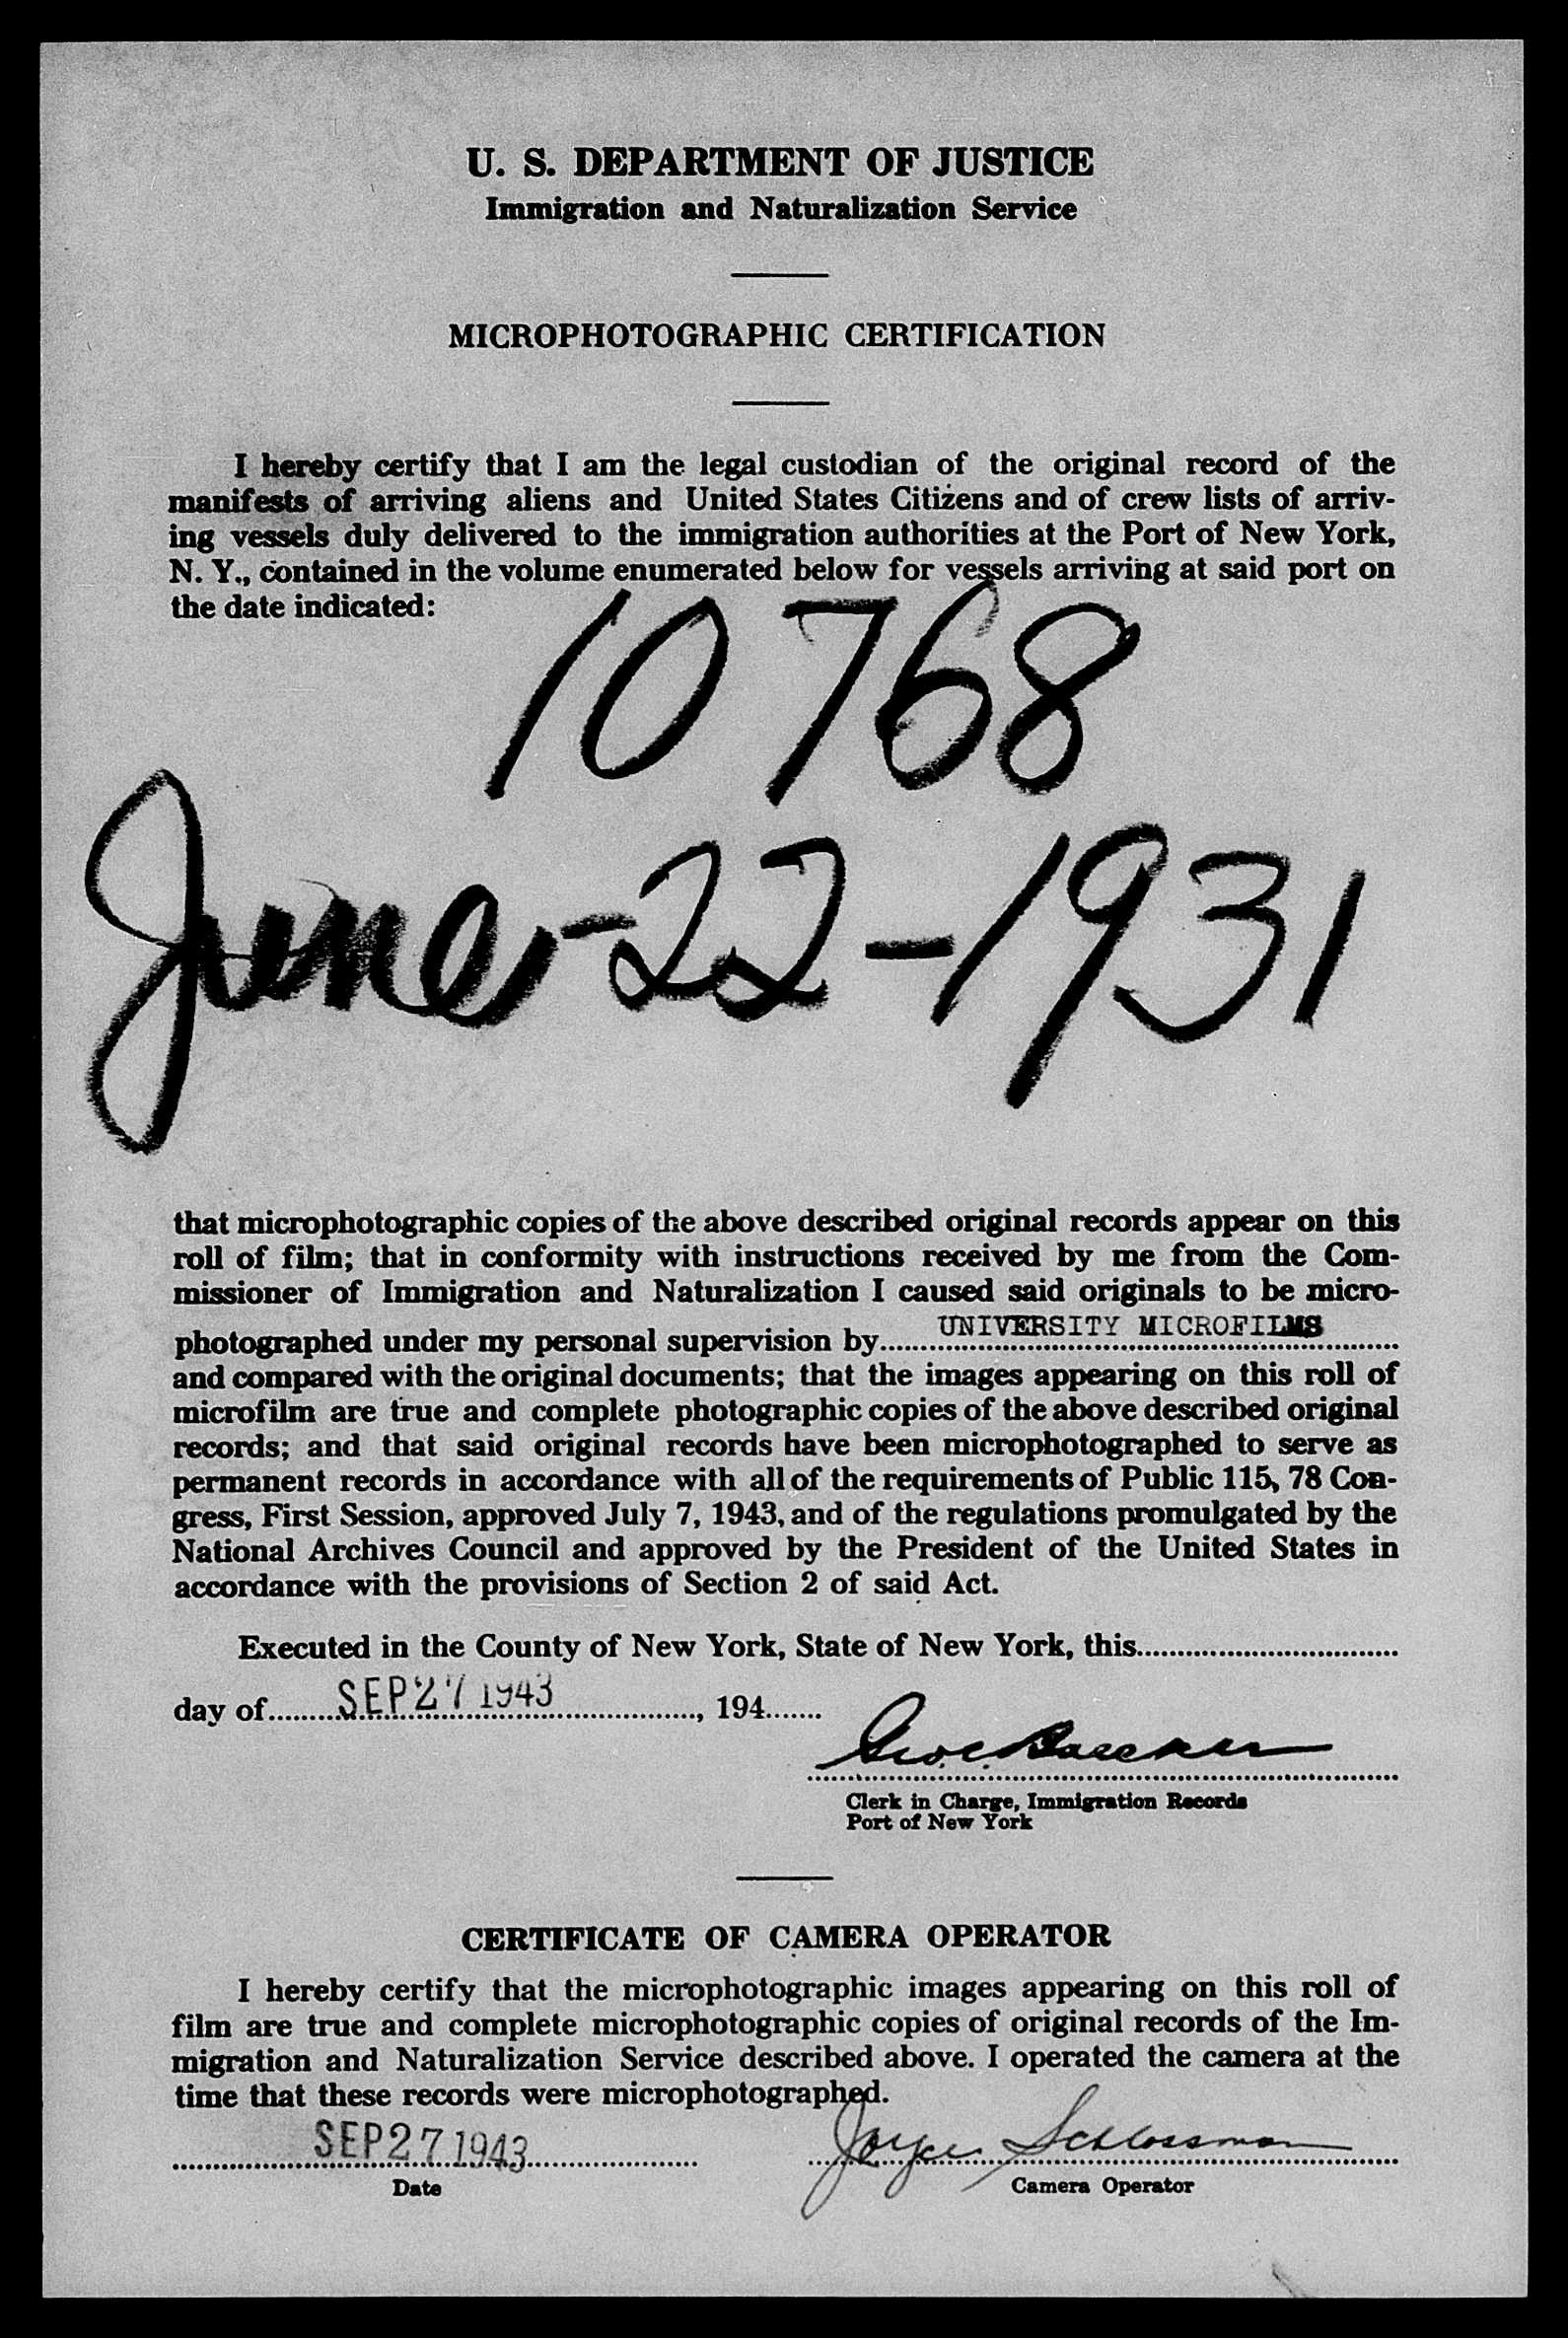 U. S. DEPARTMENT OF JUSTICE
Immigration and Naturalization Service
MICROPHOTOGRAPHIC CERTIFICATION
I hereby certify that I am the legal custodian of the original record of the
manifests of arriving aliens and United States Citizens and of crew lists of arriv-
ing vessels duly delivered to the immigration authorities at the Port of New York,
N. Y., contained in the volume enumerated below for vessels arriving at said port on
the date indicated:
10768
June-22-1931
that microphotographic copies of the above described original records appear on this
roll of film; that in conformity with instructions received by me from the Com-
missioner of Immigration and Naturalization I caused said originals to be micro-
photographed under my personal supervision by UNIVERSITY MICROFILMS
and compared with the original documents; that the images appearing on this roll of
microfilm are true and complete photographic copies of the above described original
records; and that said original records have been microphotographed to serve as
permanent records in accordance with all of the requirements of Public 115, 78 Con-
gress, First Session, approved July 7, 1943, and of the regulations promulgated by the
National Archives Council and approved by the President of the United States in
accordance with the provisions of Section 2 of said Act.
Executed in the County of New York, State of New York, this
day of SEP 27 1943, 194
Clerk in Charge, Immigration Records
Port of New York
CERTIFICATE OF CAMERA OPERATOR
I hereby certify that the microphotographic images appearing on this roll of
film are true and complete microphotographic copies of original records of the Im-
migration and Naturalization Service described above. I operated the camera at the
time that these records were microphotographed.
SEP 27 1943 Joyce Schlossman
Date Camera Operator